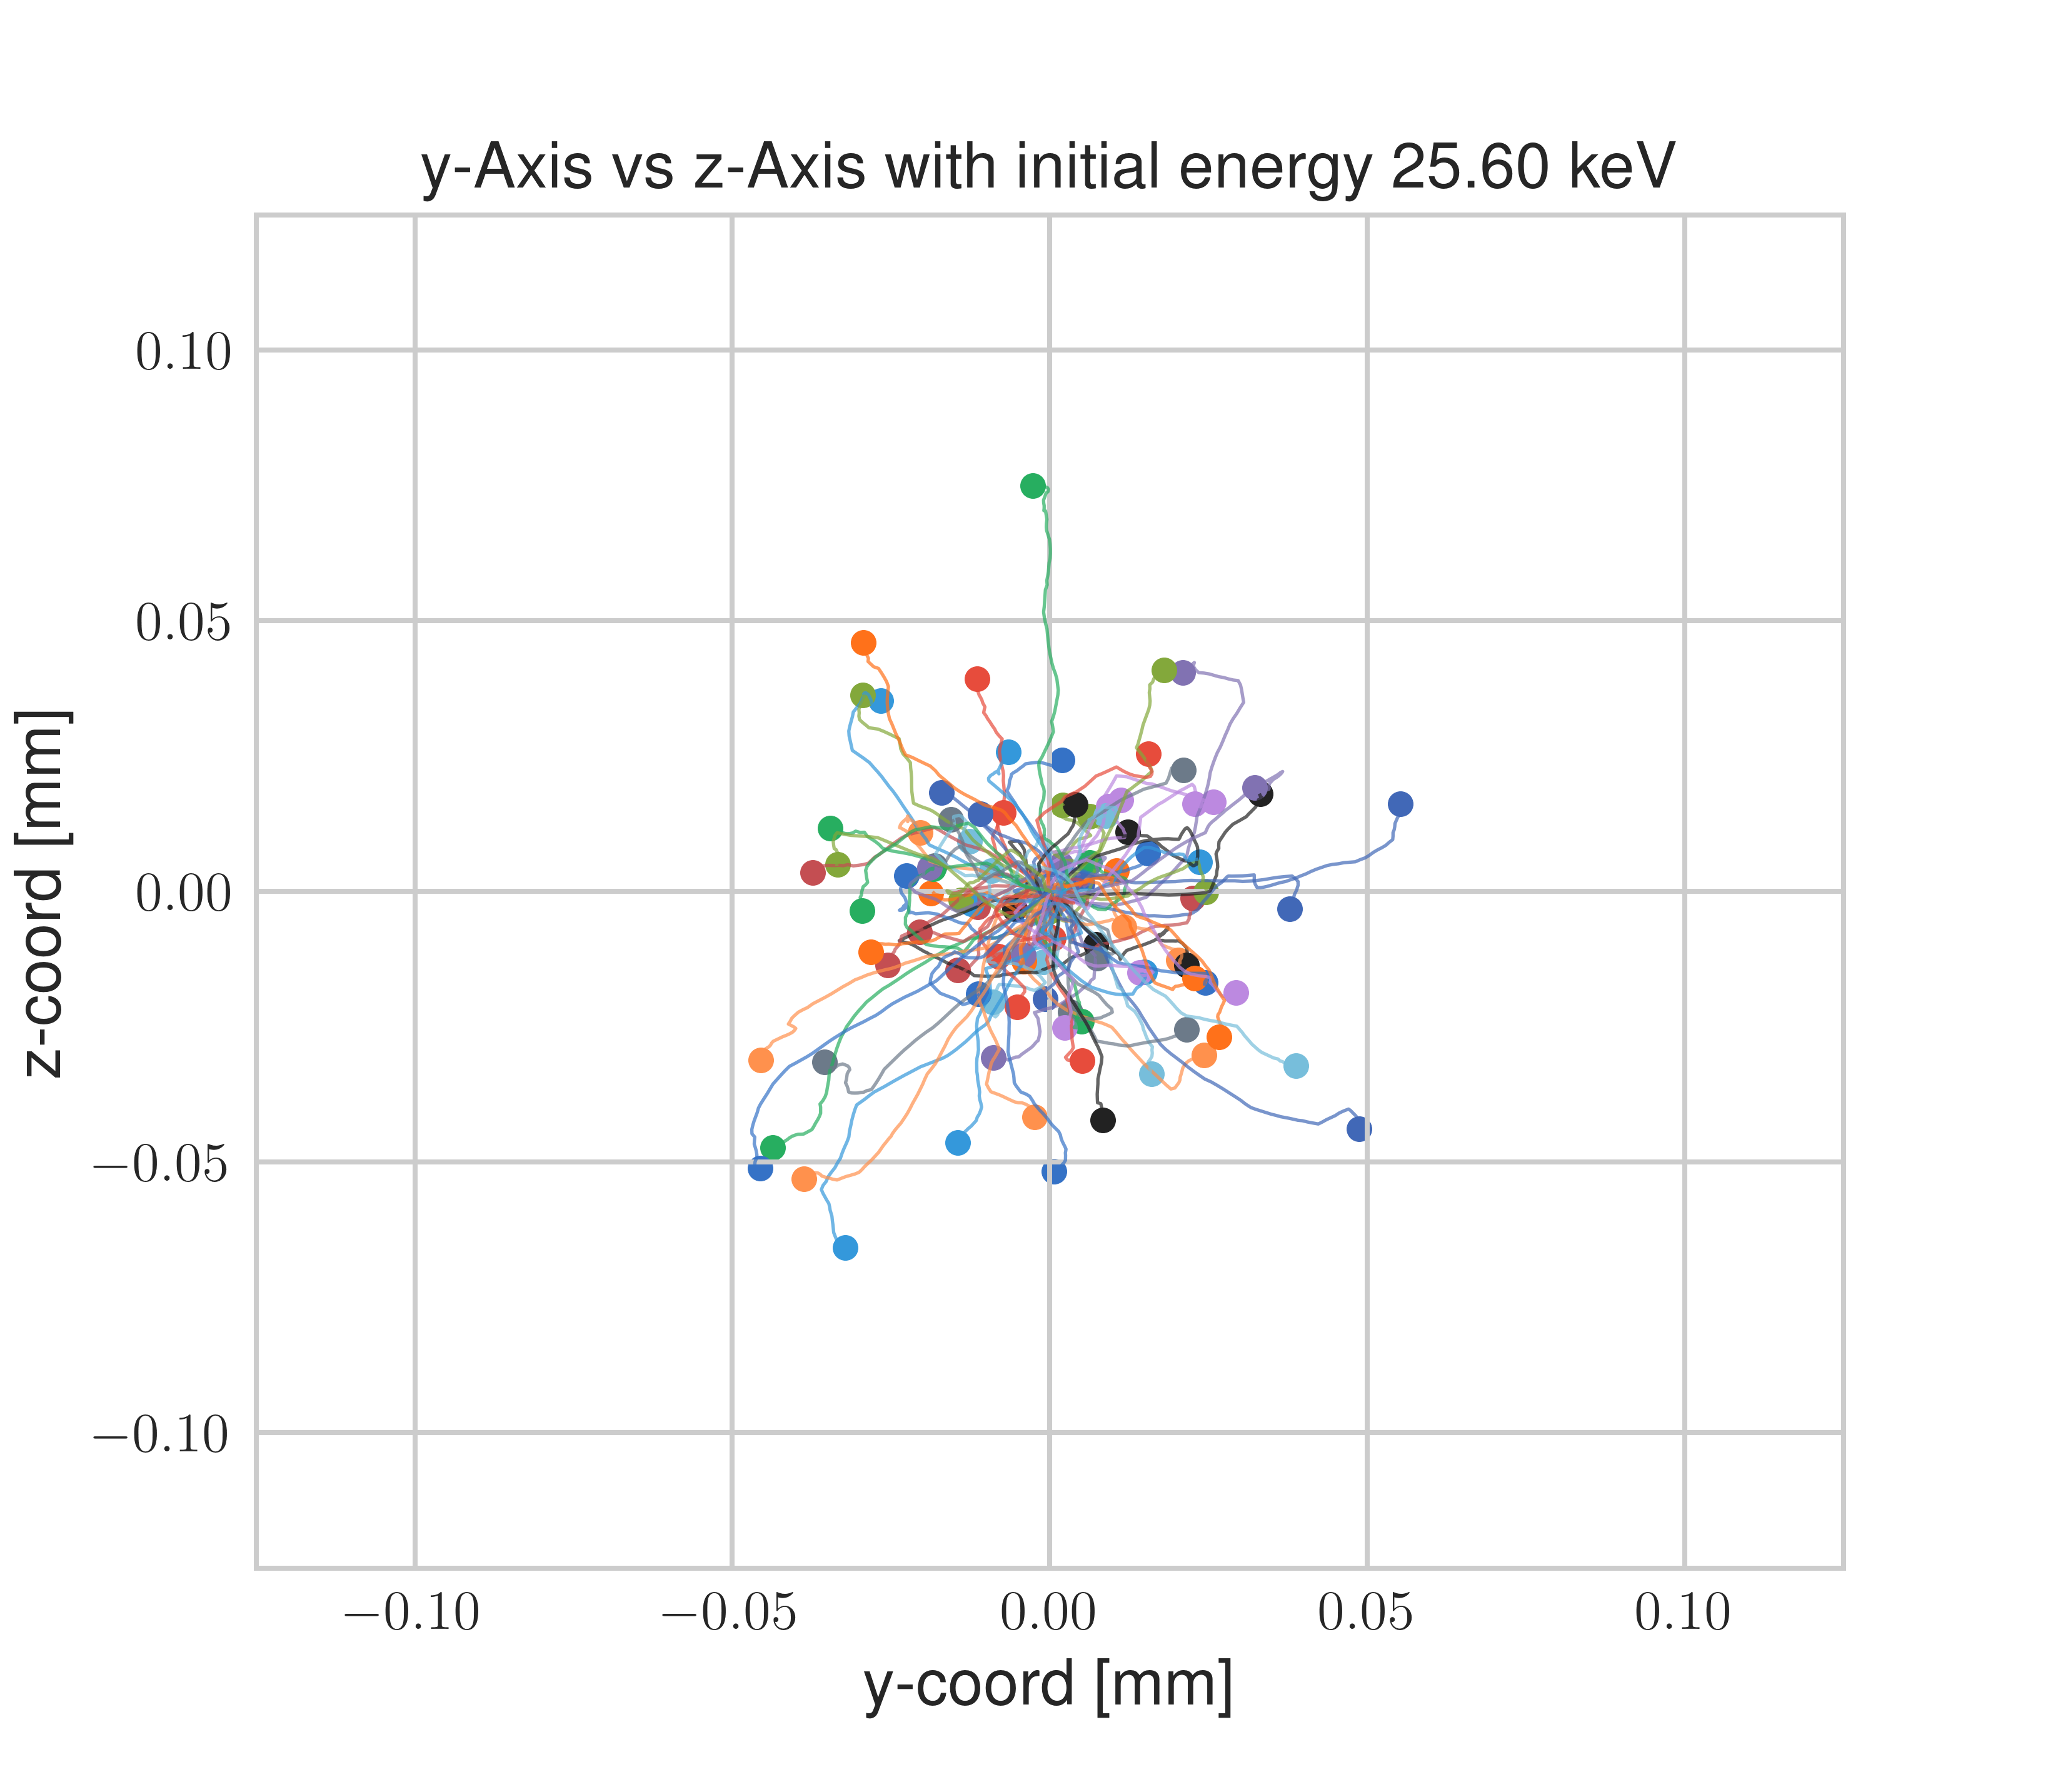 y-Axis vs z-Axis with initial energy 25.60 keV
0.10
0.05
0.00
−0.05
−0.10
z-coord [mm]
−0.10 −0.05 0.00 0.05 0.10
y-coord [mm]